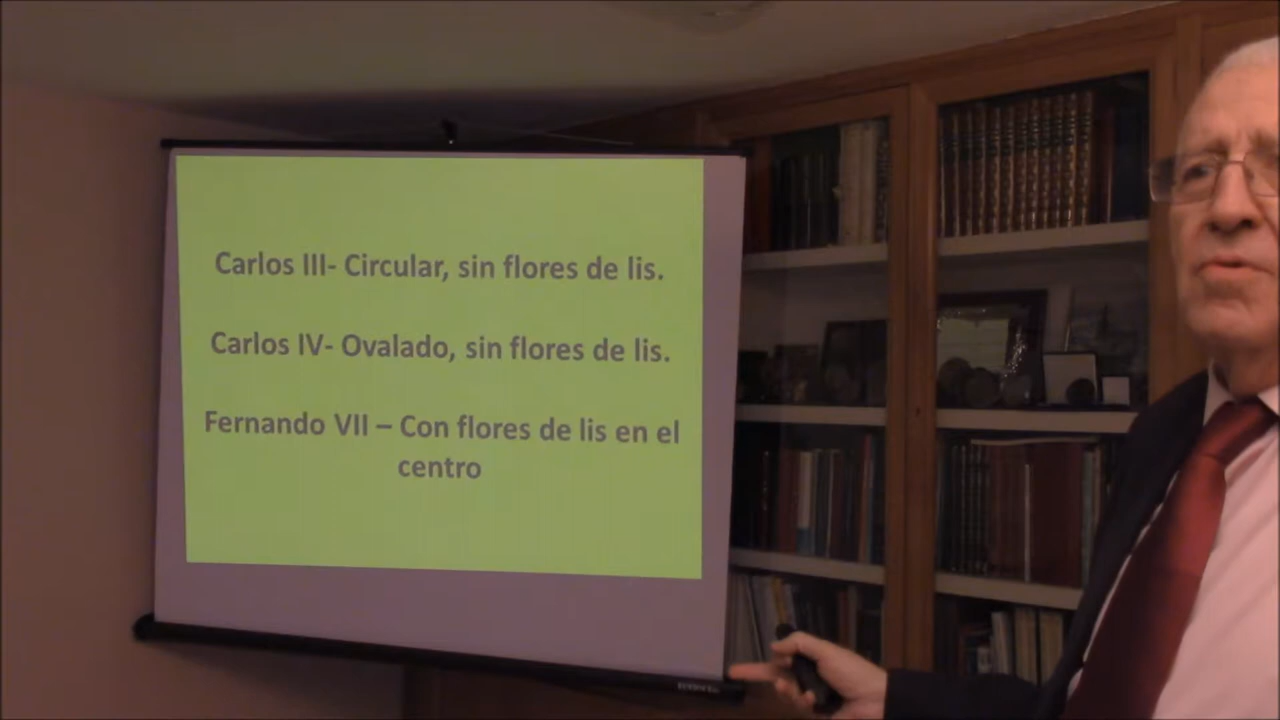 Carlos III- Circular, sin flores de lis.
Carlos IV- Ovalado, sin flores de lis.
Fernando VII – Con flores de lis en el
centro